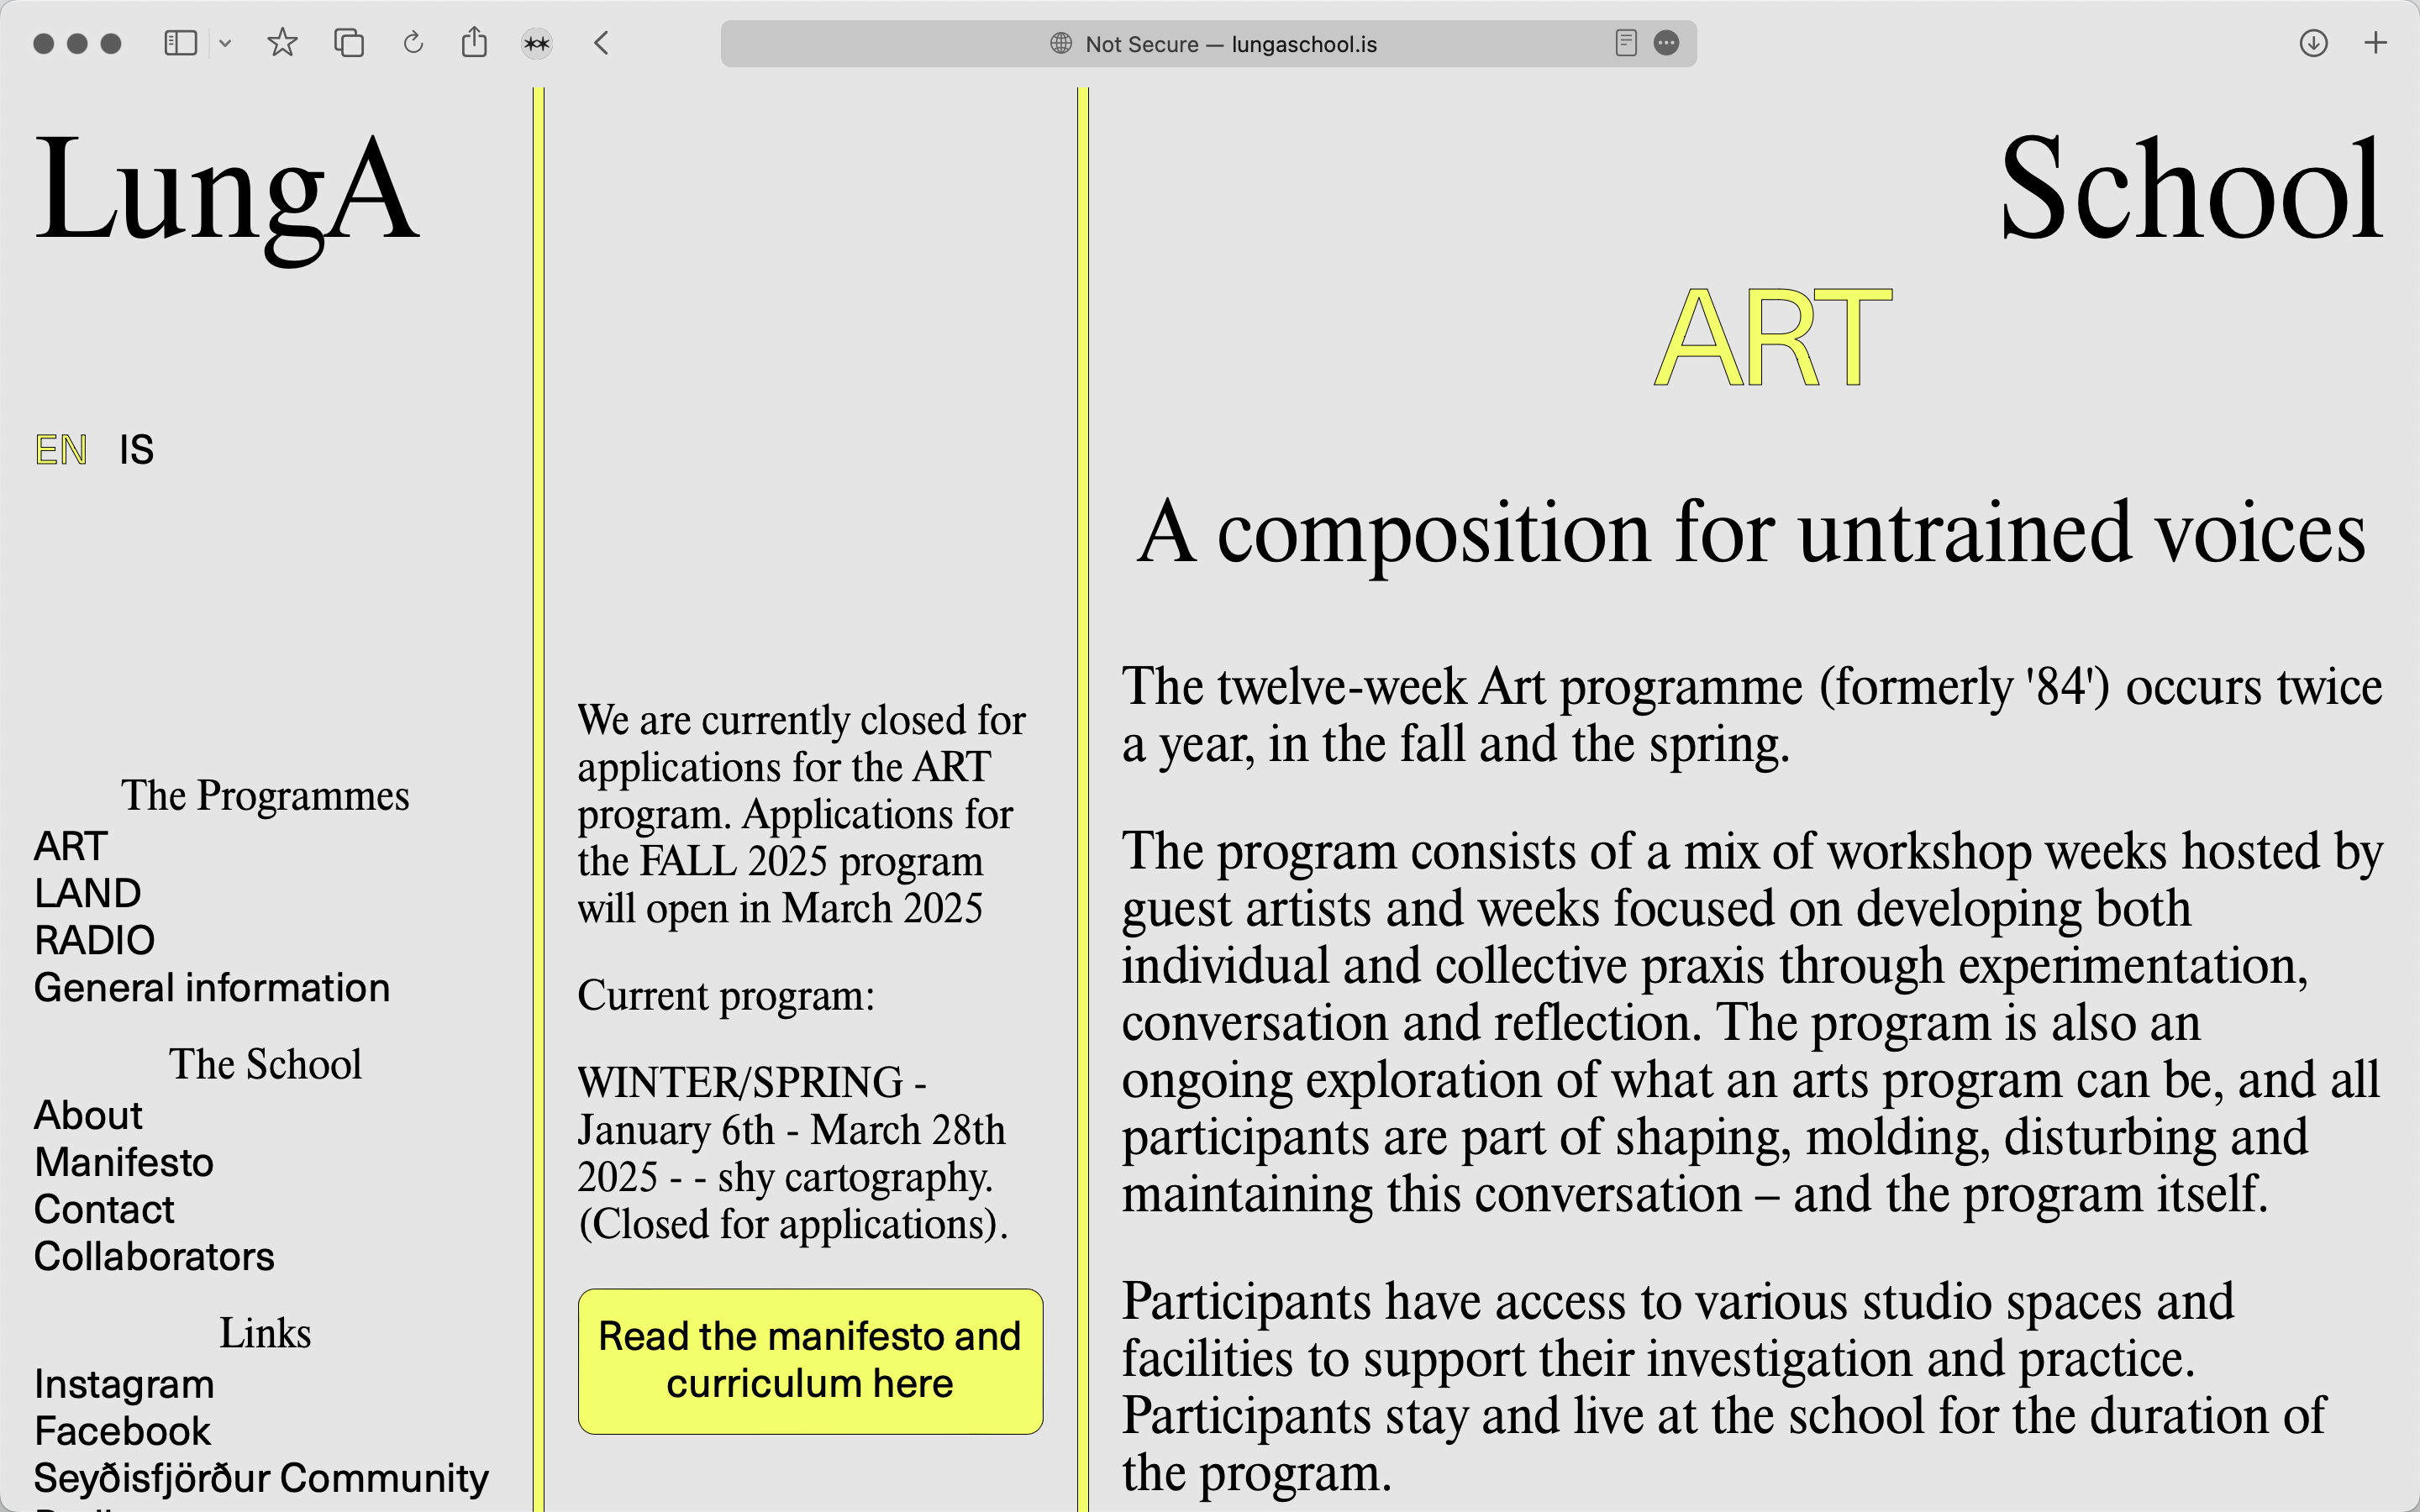 Not Secure — lungaschool.is
LungA
School
EN IS
The Programmes
ART
LAND
RADIO
General information
The School
About
Manifesto
Contact
Collaborators
Links
Instagram
Facebook
Seyðisfjörður Community
We are currently closed for
applications for the ART
program. Applications for
the FALL 2025 program
will open in March 2025
Current program:
WINTER/SPRING -
January 6th - March 28th
2025 - - shy cartography.
(Closed for applications).
Read the manifesto and
curriculum here
ART
A composition for untrained voices
The twelve-week Art programme (formerly '84') occurs twice
a year, in the fall and the spring.
The program consists of a mix of workshop weeks hosted by
guest artists and weeks focused on developing both
individual and collective praxis through experimentation,
conversation and reflection. The program is also an
ongoing exploration of what an arts program can be, and all
participants are part of shaping, molding, disturbing and
maintaining this conversation – and the program itself.
Participants have access to various studio spaces and
facilities to support their investigation and practice.
Participants stay and live at the school for the duration of
the program.